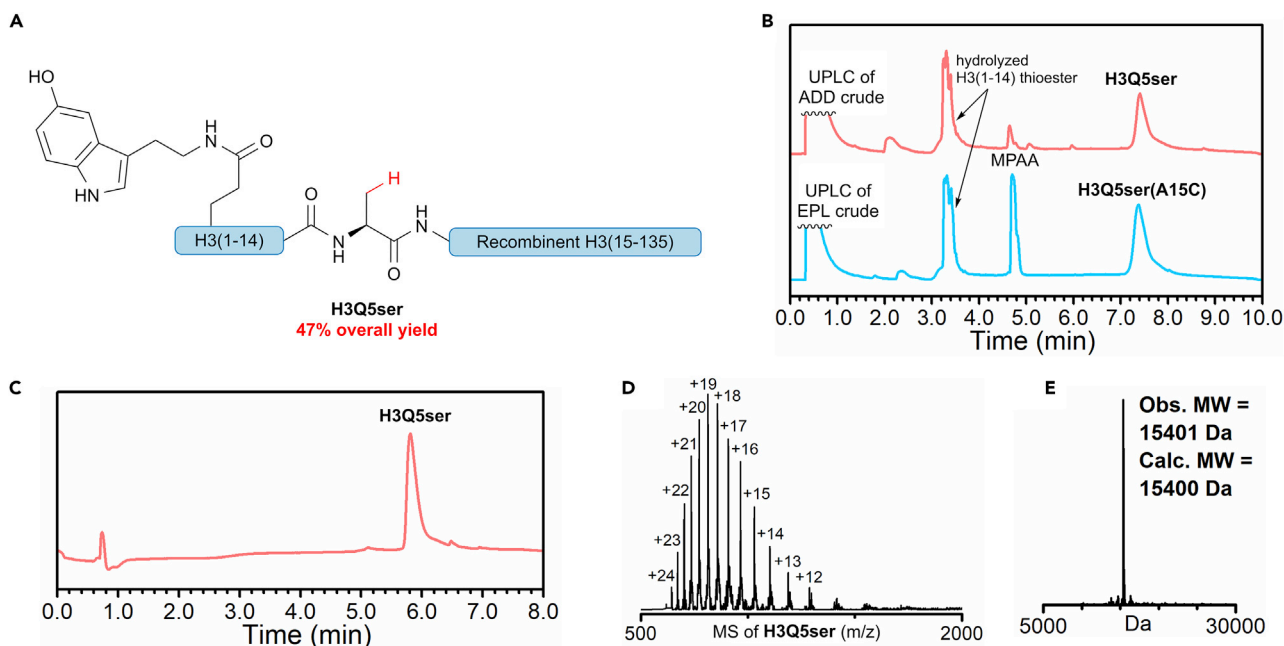 A
HO
NH
H
N
O
H
O
N
H
O
H
N
H3(1-14)
Recombinent H3(15-135)
H3Q5ser
47% overall yield
B
UPLC of
ADD crude
hydrolyzed
H3(1-14) thioester
H3Q5ser
MPAA
UPLC of
EPL crude
H3Q5ser(A15C)
0.0 1.0 2.0 3.0 4.0 5.0 6.0 7.0 8.0 9.0 10.0
Time (min)
C
H3Q5ser
0.0 1.0 2.0 3.0 4.0 5.0 6.0 7.0 8.0
Time (min)
D
+24
+23
+22
+21
+20
+19
+18
+17
+16
+15
+14
+13
+12
500 2000
MS of H3Q5ser (m/z)
E
Obs. MW =
15401 Da
Calc. MW =
15400 Da
5000 Da 30000